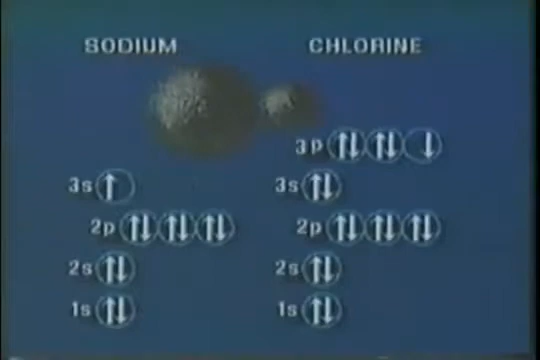 SODIUM CHLORINE
3p
3s 3s
2p 2p
2s 2s
1s 1s